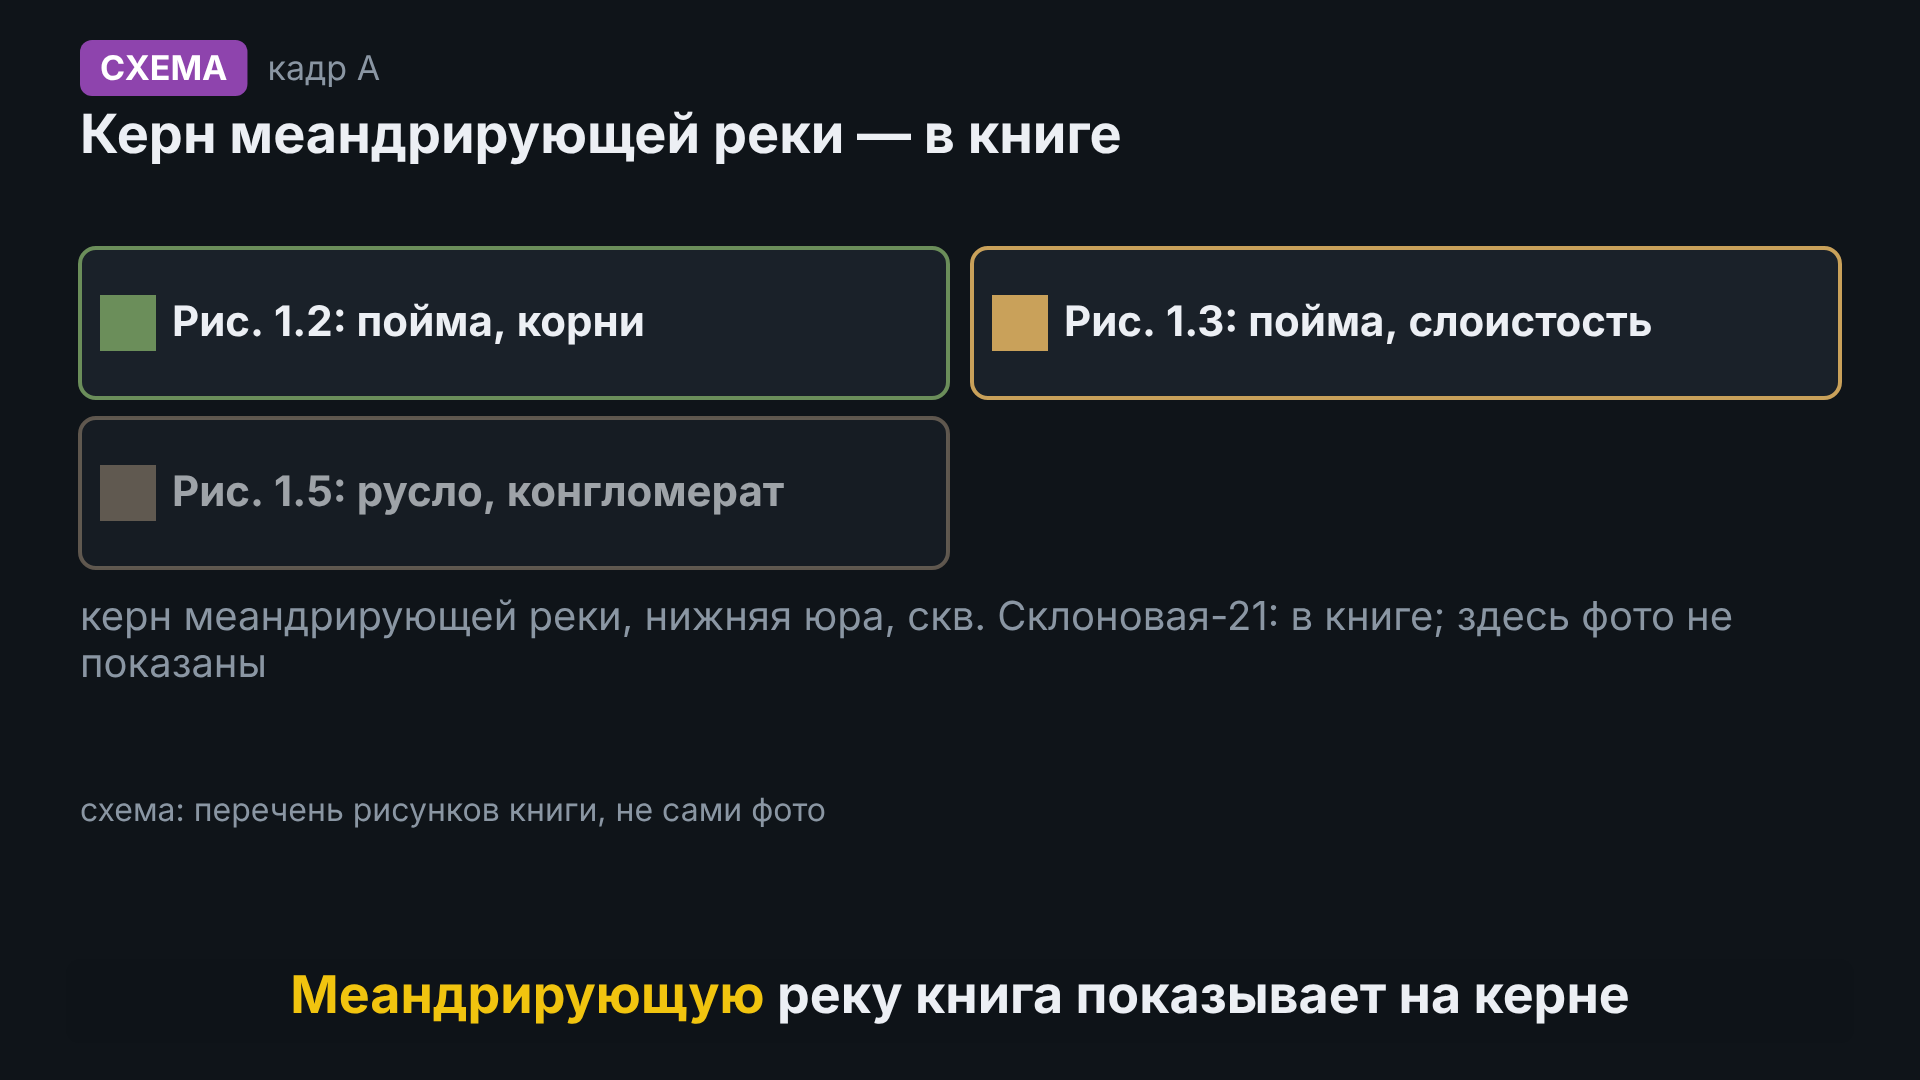 СХЕМА кадр А
Керн меандрирующей реки — в книге
Рис. 1.2: пойма, корни
Рис. 1.3: пойма, слоистость
Рис. 1.5: русло, конгломерат
керн меандрирующей реки, нижняя юра, скв. Склоновая-21: в книге; здесь фото не
показаны
схема: перечень рисунков книги, не сами фото
Меандрирующую реку книга показывает на керне